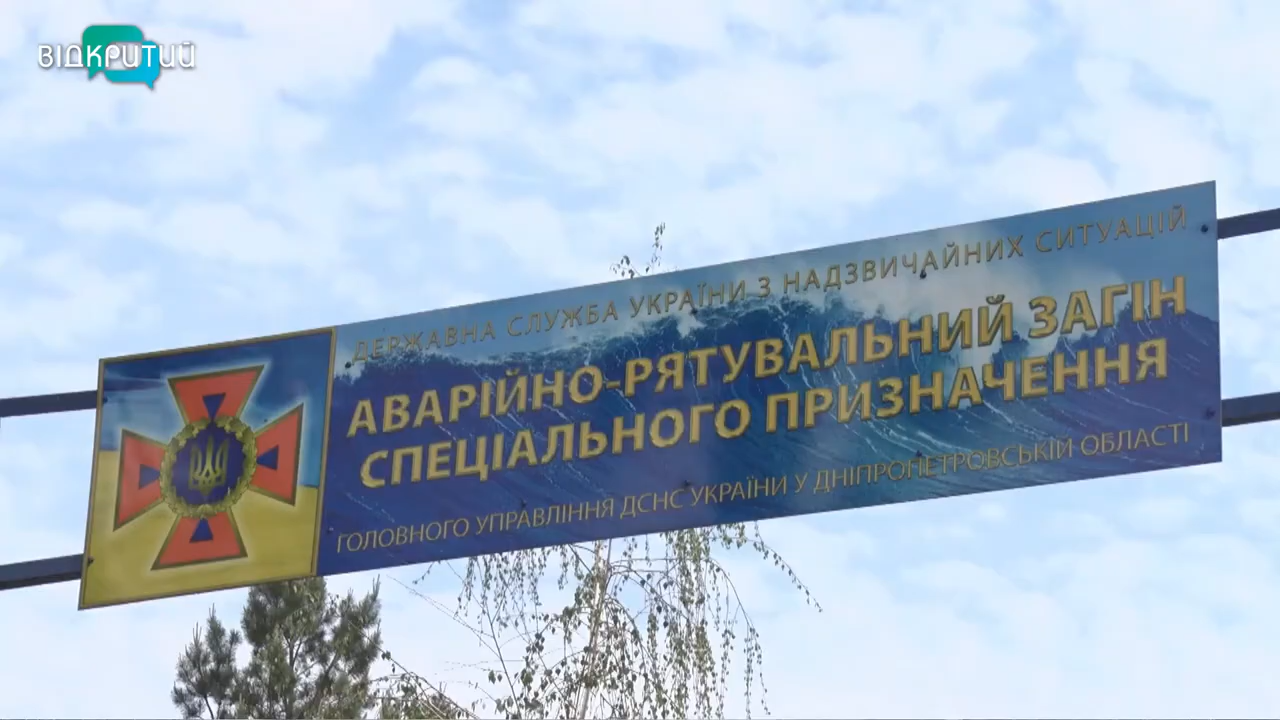 ВІДКРИТИЙ
ДЕРЖАВНА СЛУЖБА УКРАЇНИ З НАДЗВИЧАЙНИХ СИТУАЦІЙ
АВАРІЙНО-РЯТУВАЛЬНИЙ ЗАГІН
СПЕЦІАЛЬНОГО ПРИЗНАЧЕННЯ
ГОЛОВНОГО УПРАВЛІННЯ ДСНС УКРАЇНИ У ДНІПРОПЕТРОВСЬКІЙ ОБЛАСТІ